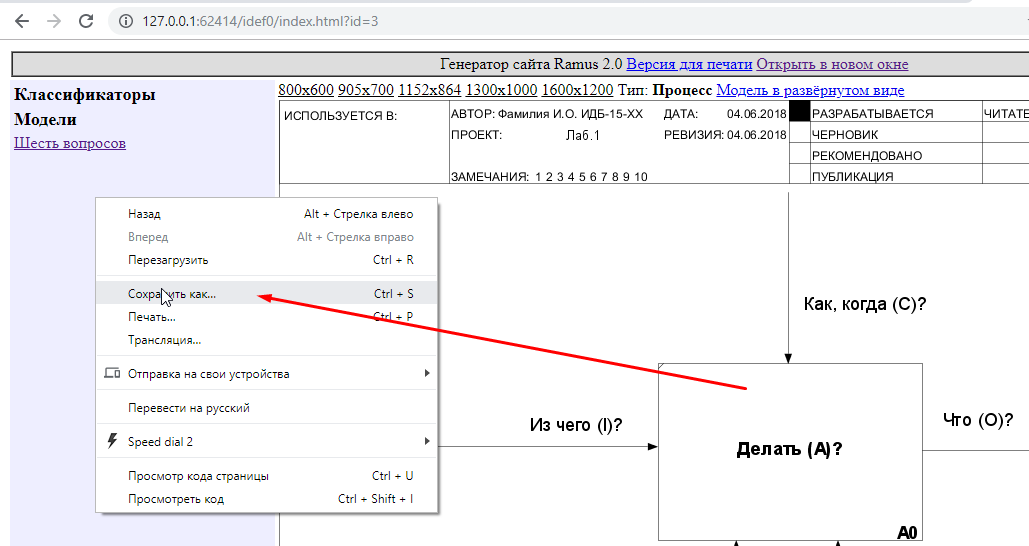 127.0.0.1:62414/idef0/index.html?id=3
Генератор сайта Ramus 2.0 Версия для печати Открыть в новом окне
Классификаторы
Модели
Шесть вопросов
800x600 905x700 1152x864 1300x1000 1600x1200 Тип: Процесс Модель в развёрнутом виде
ИСПОЛЬЗУЕТСЯ В:
АВТОР: Фамилия И.О. ИДБ-15-XX
ДАТА: 04.06.2018
ПРОЕКТ: Лаб.1
РЕВИЗИЯ: 04.06.2018
ЗАМЕЧАНИЯ: 1 2 3 4 5 6 7 8 9 10
РАЗРАБАТЫВАЕТСЯ
ЧИТАТЕ
ЧЕРНОВИК
РЕКОМЕНДОВАНО
ПУБЛИКАЦИЯ
Назад Alt + Стрелка влево
Вперед Alt + Стрелка вправо
Перезагрузить Ctrl + R
Сохранить как... Ctrl + S
Печать... Ctrl + P
Трансляция...
Отправка на свои устройства
Перевести на русский
Speed dial 2
Просмотр кода страницы Ctrl + U
Просмотреть код Ctrl + Shift + I
Как, когда (C)?
Из чего (I)?
Делать (A)?
Что (O)?
A0